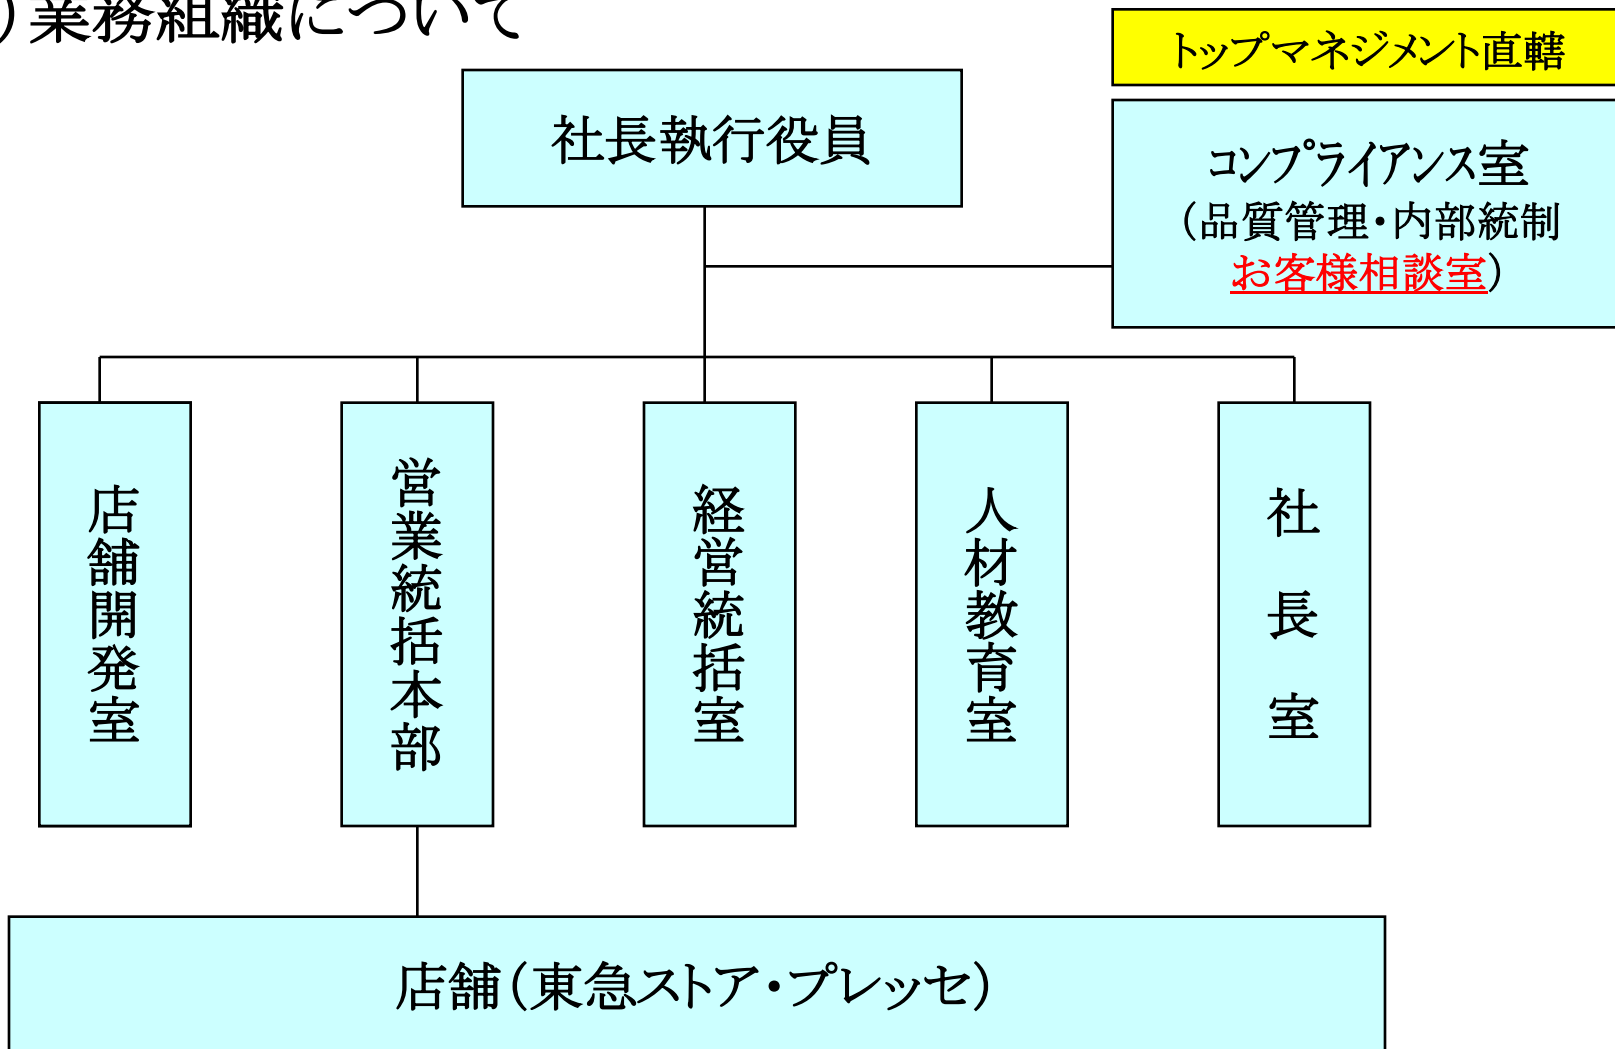 ）業務組織について
トップマネジメント直轄
社長執行役員
コンプライアンス室
（品質管理・内部統制
お客様相談室）
店舗開発室
営業統括本部
経営統括室
人材教育室
社長室
店舗（東急ストア・プレッセ）